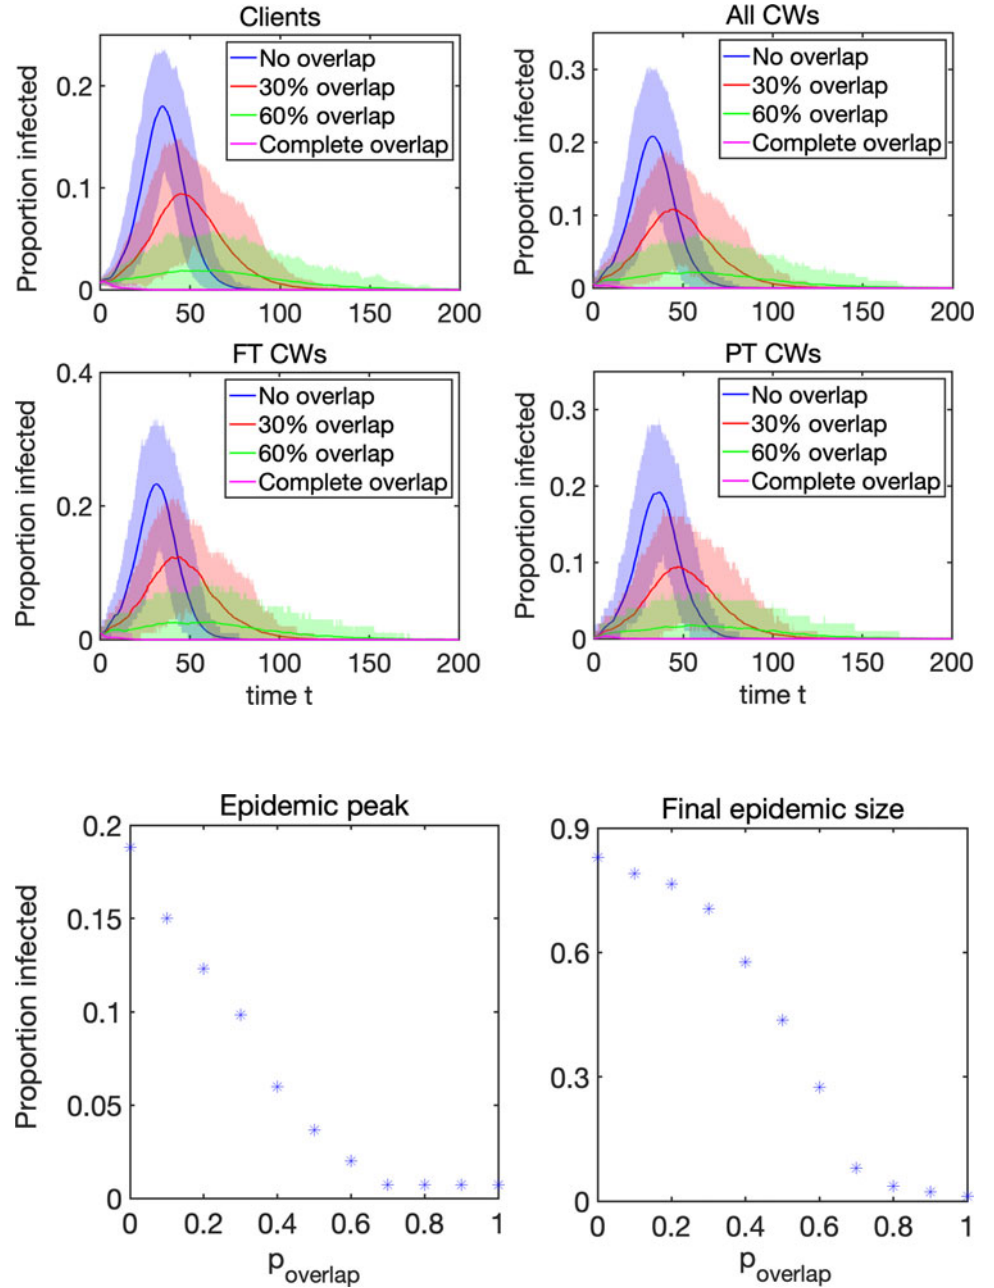 Clients
Proportion infected
0.2
0.1
0
0 50 100 150 200
No overlap
30% overlap
60% overlap
Complete overlap
All CWs
Proportion infected
0.3
0.2
0.1
0
0 50 100 150 200
No overlap
30% overlap
60% overlap
Complete overlap
FT CWs
Proportion infected
0.4
0.2
0
0 50 100 150 200
time t
No overlap
30% overlap
60% overlap
Complete overlap
PT CWs
Proportion infected
0.3
0.2
0.1
0
0 50 100 150 200
time t
No overlap
30% overlap
60% overlap
Complete overlap
Epidemic peak
Proportion infected
0.2
0.15
0.1
0.05
0
0 0.2 0.4 0.6 0.8 1
p_overlap
Final epidemic size
0.9
0.6
0.3
0
0 0.2 0.4 0.6 0.8 1
p_overlap